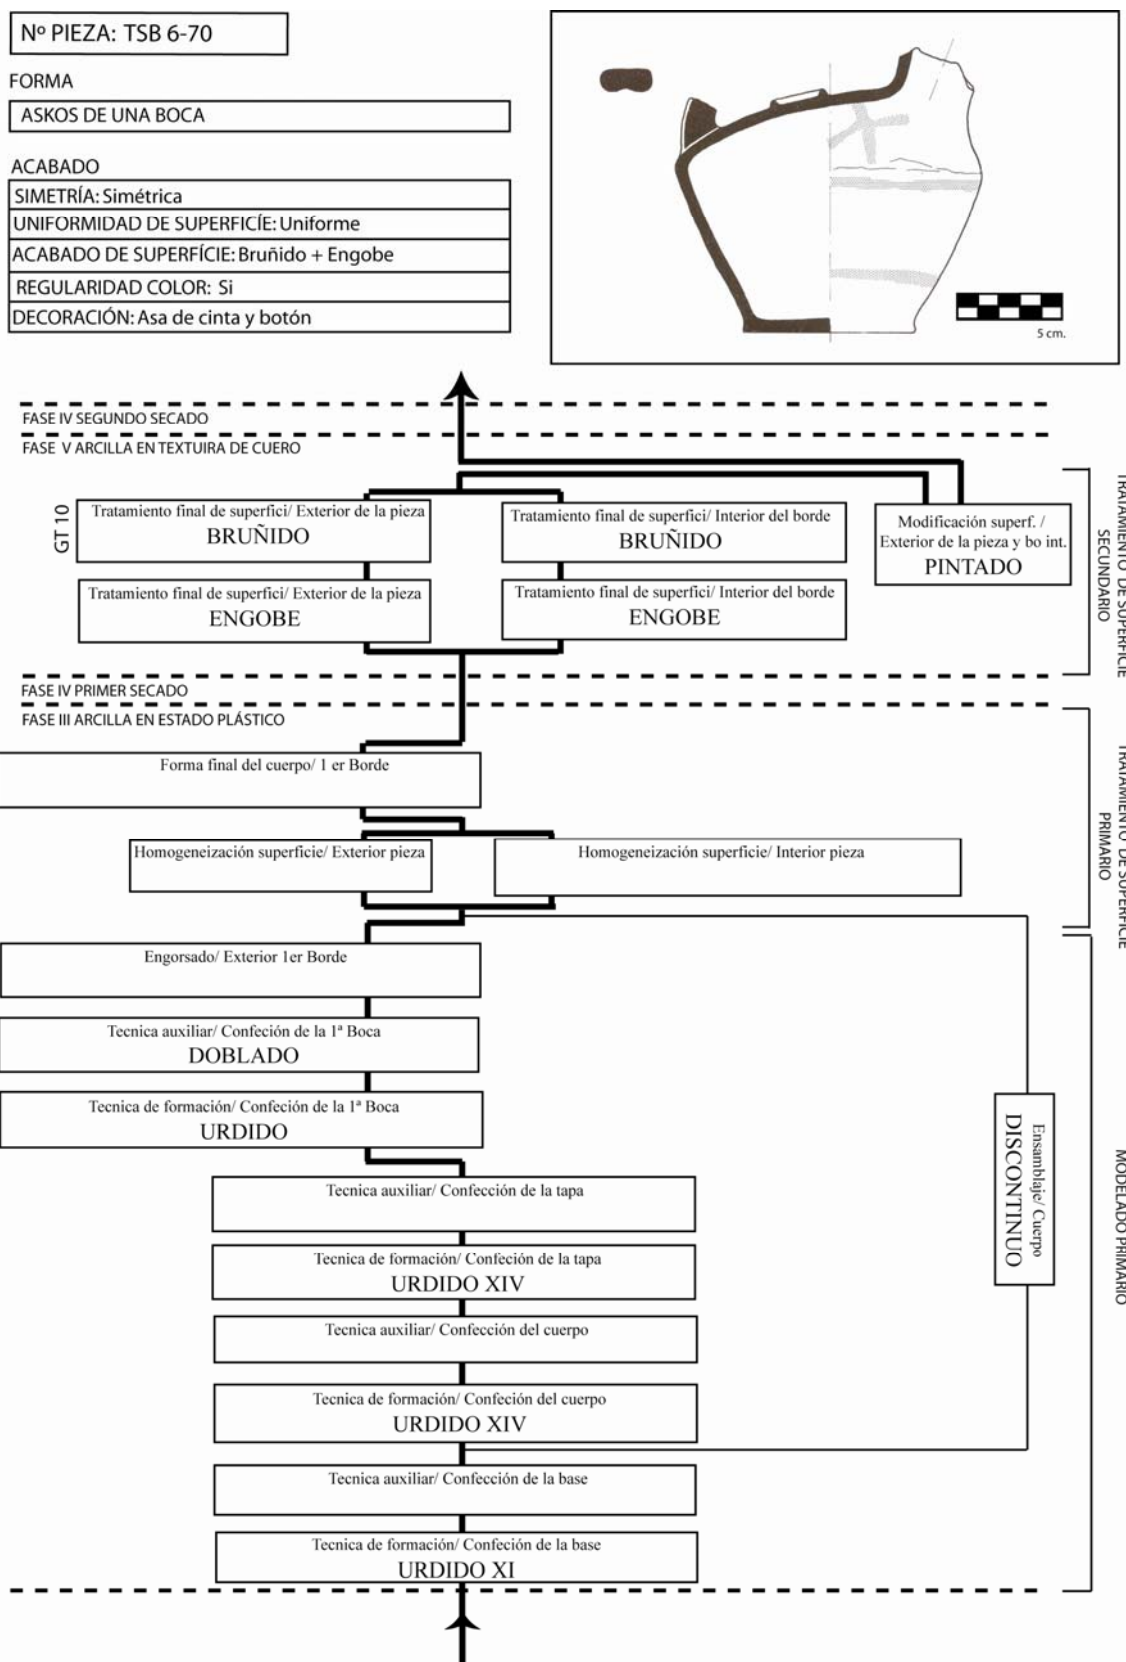 Nº PIEZA: TSB 6-70
FORMA
ASKOS DE UNA BOCA
ACABADO
SIMETRÍA: Simétrica
UNIFORMIDAD DE SUPERFICÍE: Uniforme
ACABADO DE SUPERFÍCIE: Bruñido + Engobe
REGULARIDAD COLOR: Si
DECORACIÓN: Asa de cinta y botón
5 cm.
FASE IV SEGUNDO SECADO
FASE V ARCILLA EN TEXTUIRA DE CUERO
GT 10
Tratamiento final de superfici/ Exterior de la pieza
BRUÑIDO
Tratamiento final de superfici/ Interior del borde
BRUÑIDO
Modificación superf. /
Exterior de la pieza y bo int.
PINTADO
Tratamiento final de superfici/ Exterior de la pieza
ENGOBE
Tratamiento final de superfici/ Interior del borde
ENGOBE
TRATAMIENTO DE SUPERFICIE
SECUNDARIO
FASE IV PRIMER SECADO
FASE III ARCILLA EN ESTADO PLÁSTICO
Forma final del cuerpo/ 1 er Borde
Homogeneización superficie/ Exterior pieza
Homogeneización superficie/ Interior pieza
TRATAMIENTO DE SUPERFICIE
PRIMARIO
Engorsado/ Exterior 1er Borde
Tecnica auxiliar/ Confeción de la 1ª Boca
DOBLADO
Tecnica de formación/ Confeción de la 1ª Boca
URDIDO
Tecnica auxiliar/ Confección de la tapa
Tecnica de formación/ Confeción de la tapa
URDIDO XIV
Tecnica auxiliar/ Confección del cuerpo
Tecnica de formación/ Confeción del cuerpo
URDIDO XIV
Tecnica auxiliar/ Confección de la base
Tecnica de formación/ Confeción de la base
URDIDO XI
Ensamblaje/ Cuerpo
DISCONTINUO
MODELADO PRIMARIO